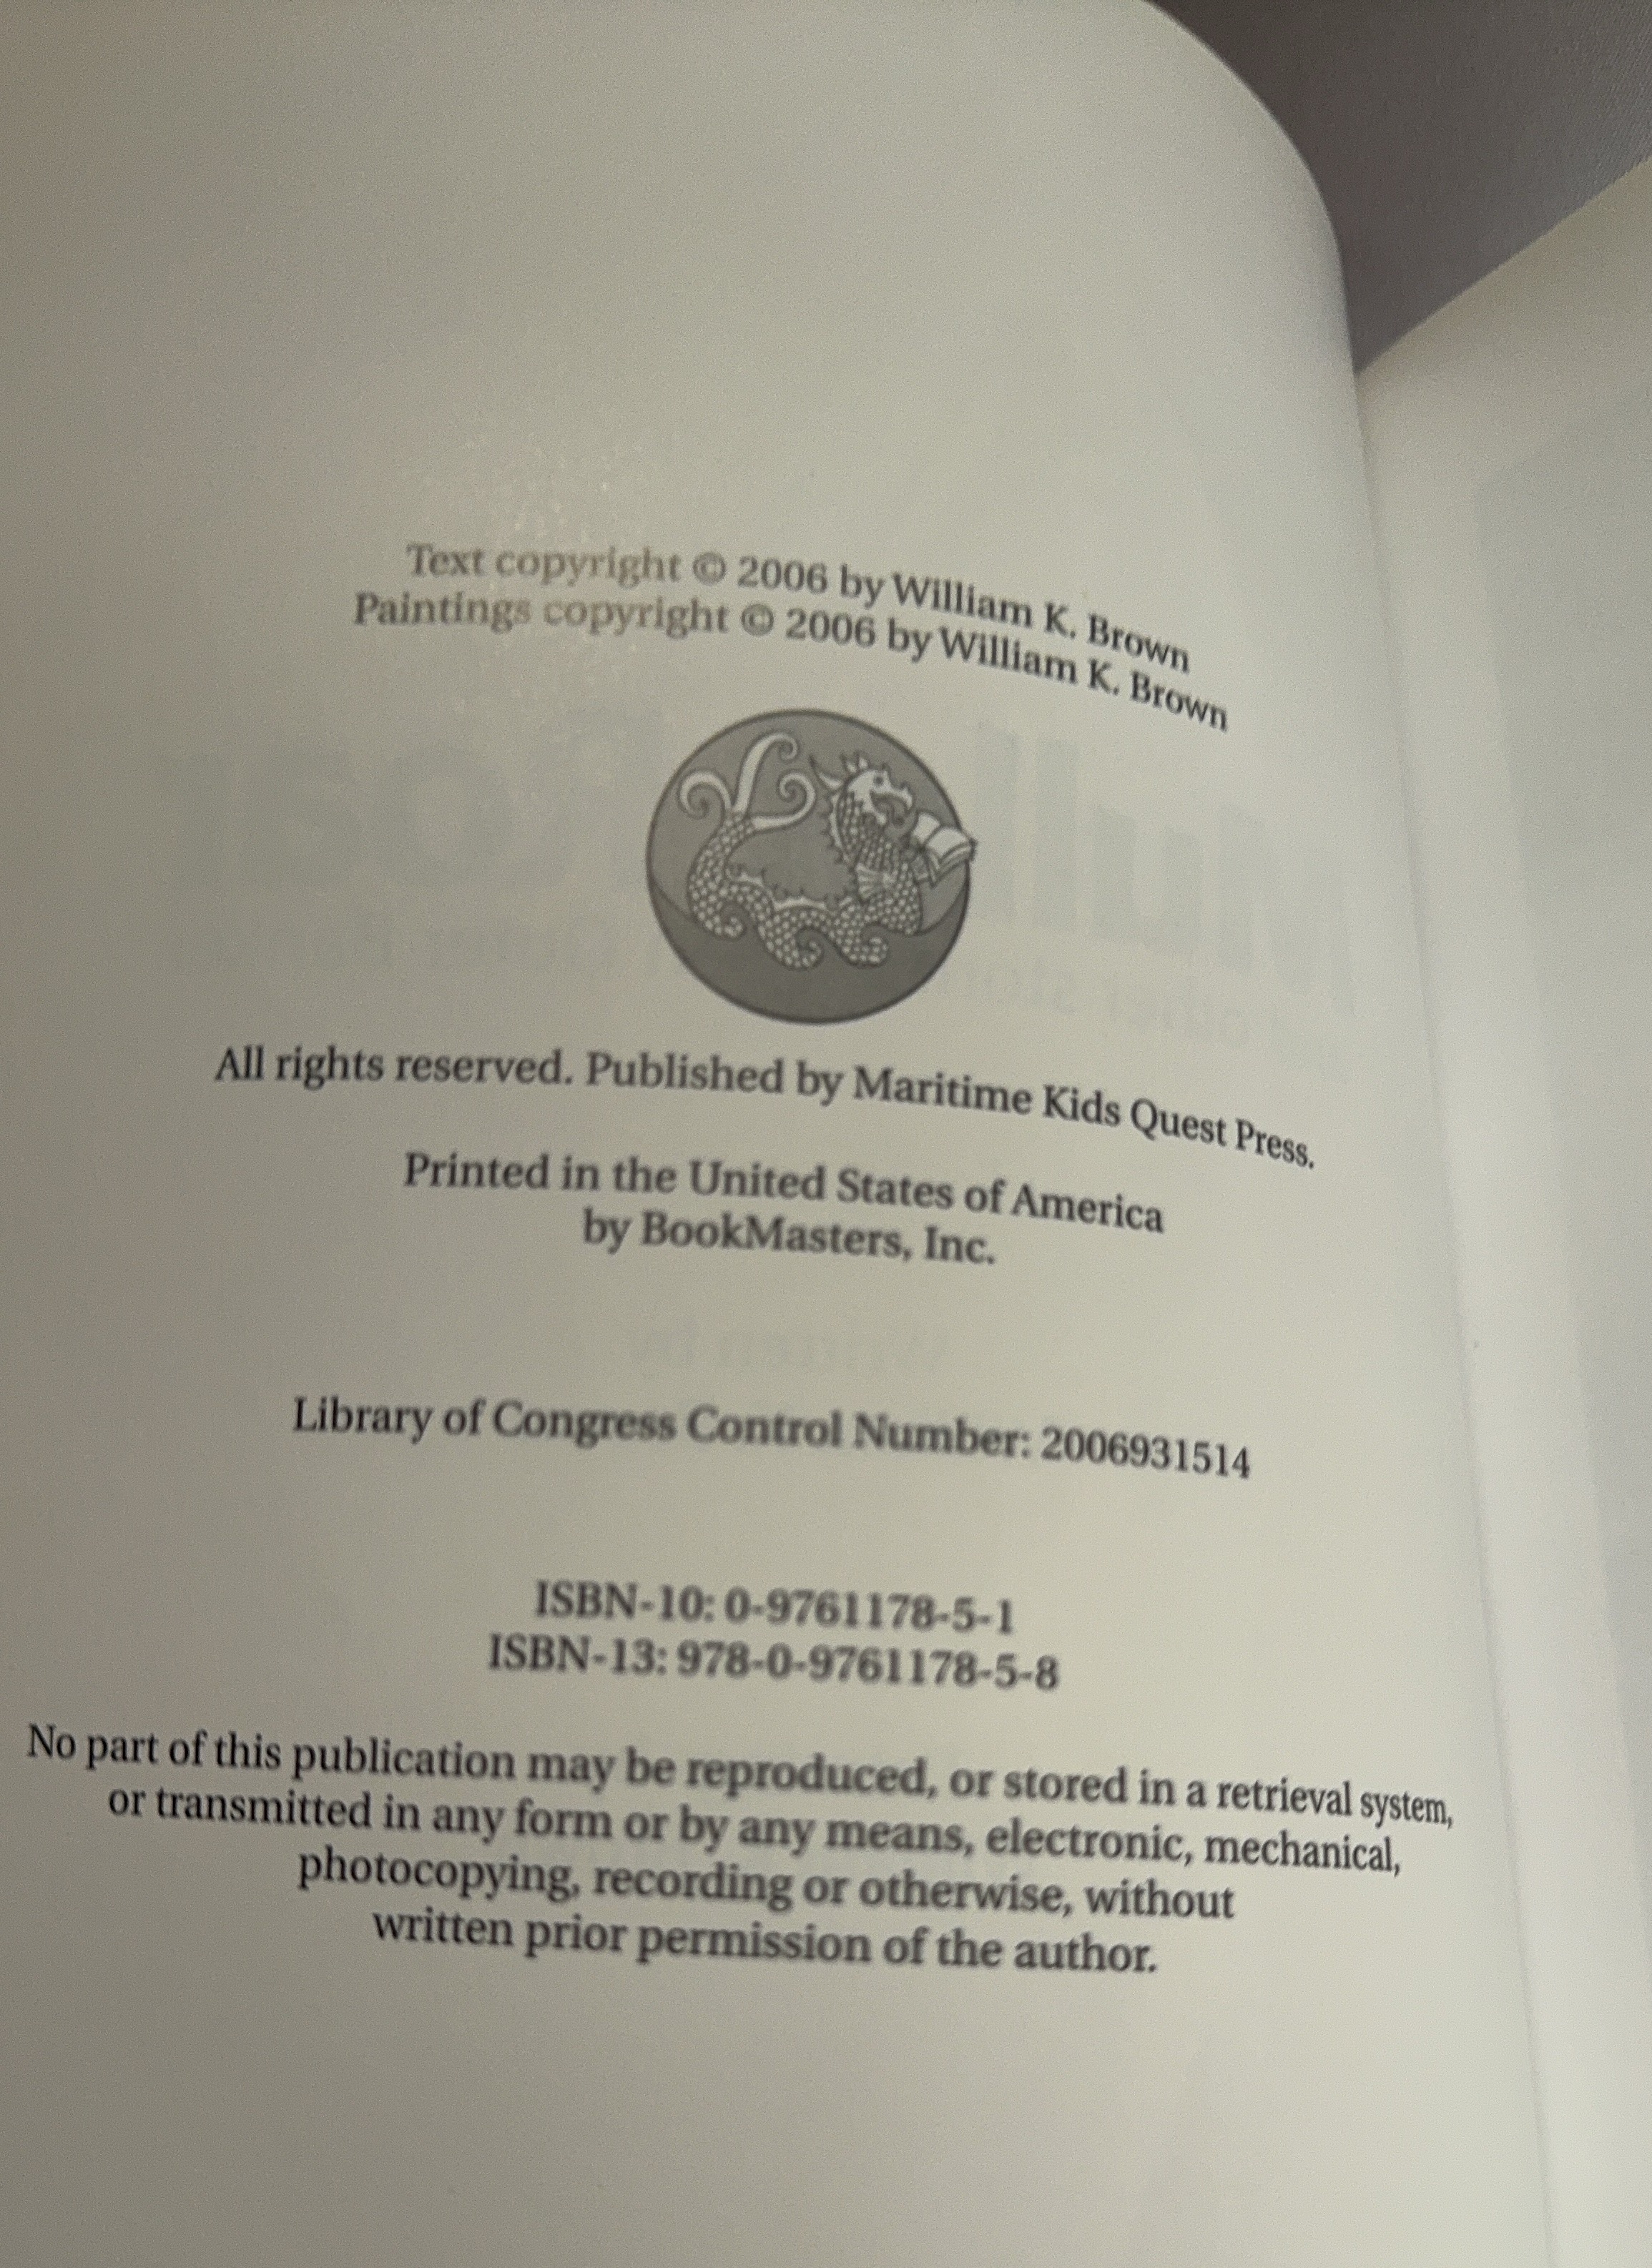 Text copyright © 2006 by William K. Brown
Paintings copyright © 2006 by William K. Brown
All rights reserved. Published by Maritime Kids Quest Press.
Printed in the United States of America
by BookMasters, Inc.
Library of Congress Control Number: 2006931514
ISBN-10: 0-9761178-5-1
ISBN-13: 978-0-9761178-5-8
No part of this publication may be reproduced, or stored in a retrieval system,
or transmitted in any form or by any means, electronic, mechanical,
photocopying, recording or otherwise, without
written prior permission of the author.